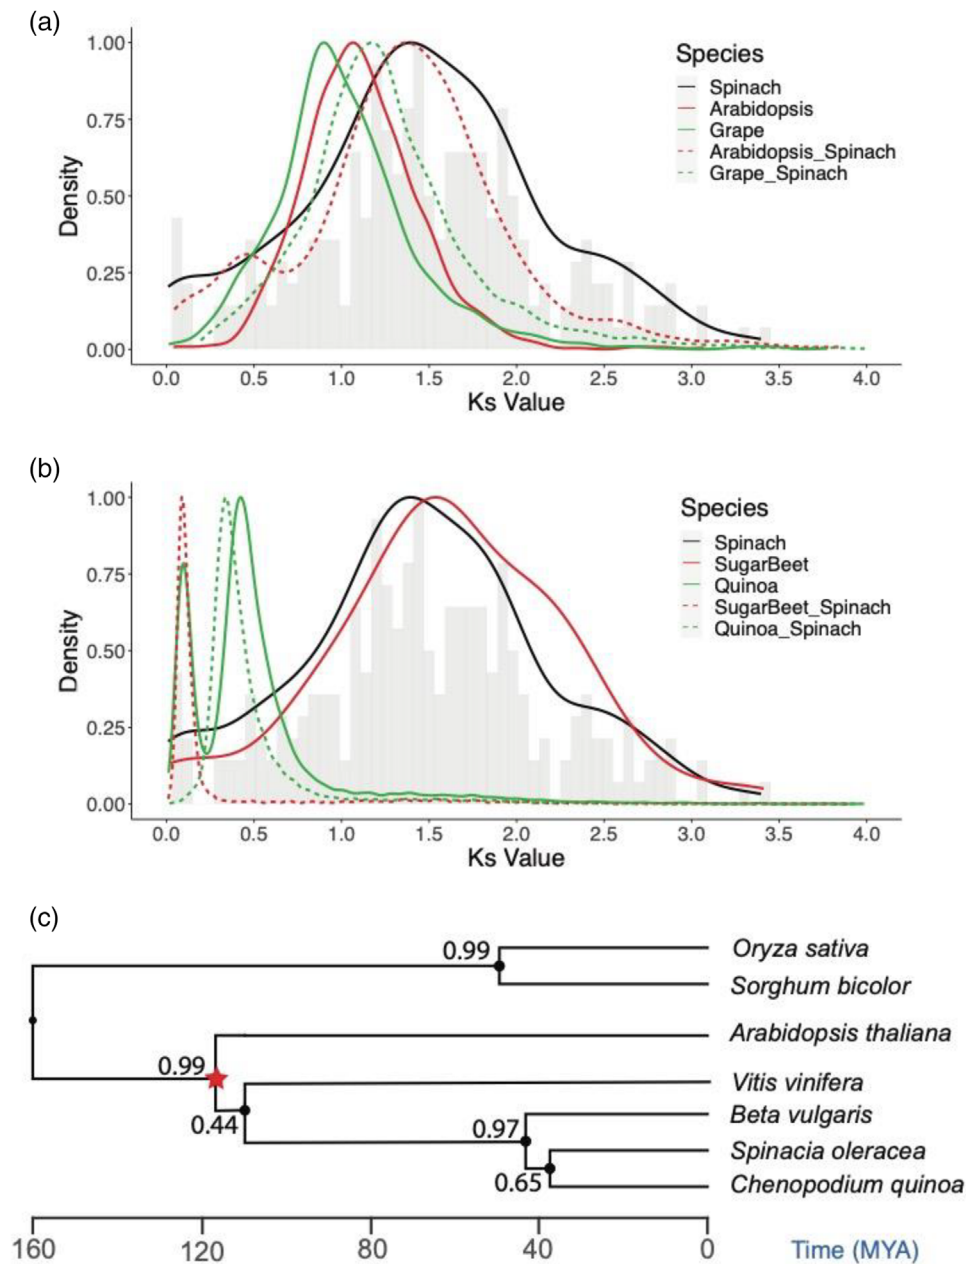 (a)
Species
Spinach
Arabidopsis
Grape
Arabidopsis_Spinach
Grape_Spinach
Density
1.00
0.75
0.50
0.25
0.00
0.0 0.5 1.0 1.5 2.0 2.5 3.0 3.5 4.0
Ks Value
(b)
Species
Spinach
SugarBeet
Quinoa
SugarBeet_Spinach
Quinoa_Spinach
Density
1.00
0.75
0.50
0.25
0.00
0.0 0.5 1.0 1.5 2.0 2.5 3.0 3.5 4.0
Ks Value
(c)
0.99
Oryza sativa
Sorghum bicolor
Arabidopsis thaliana
0.99
Vitis vinifera
0.44
Beta vulgaris
0.97
Spinacia oleracea
0.65
Chenopodium quinoa
160 120 80 40 0 Time (MYA)